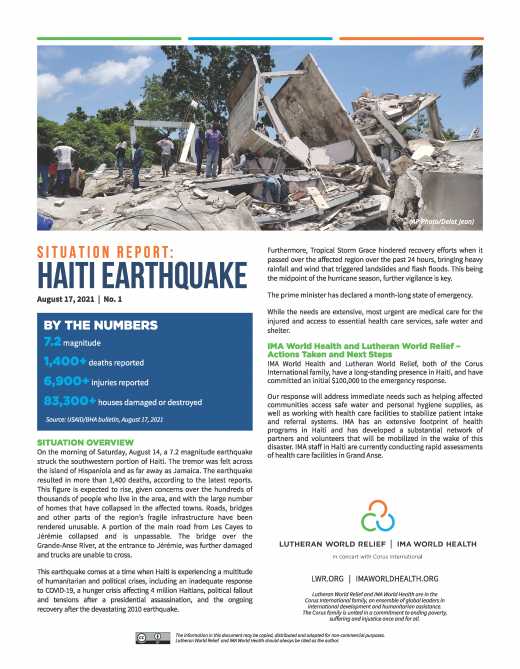 (AP Photo/Delot Jean)
SITUATION REPORT:
HAITI EARTHQUAKE
August 17, 2021 | No. 1
BY THE NUMBERS
7.2 magnitude
1,400+ deaths reported
6,900+ injuries reported
83,300+ houses damaged or destroyed
Source: USAID/BHA bulletin, August 17, 2021
SITUATION OVERVIEW
On the morning of Saturday, August 14, a 7.2 magnitude earthquake
struck the southwestern portion of Haiti. The tremor was felt across
the island of Hispaniola and as far away as Jamaica. The earthquake
resulted in more than 1,400 deaths, according to the latest reports.
This figure is expected to rise, given concerns over the hundreds of
thousands of people who live in the area, and with the large number
of homes that have collapsed in the affected towns. Roads, bridges
and other parts of the region's fragile infrastructure have been
rendered unusable. A portion of the main road from Les Cayes to
Jérémie collapsed and is unpassable. The bridge over the
Grande-Anse River, at the entrance to Jérémie, was further damaged
and trucks are unable to cross.
This earthquake comes at a time when Haiti is experiencing a multitude
of humanitarian and political crises, including an inadequate response
to COVID-19, a hunger crisis affecting 4 million Haitians, political fallout
and tensions after a presidential assassination, and the ongoing
recovery after the devastating 2010 earthquake.
Furthermore, Tropical Storm Grace hindered recovery efforts when it
passed over the affected region over the past 24 hours, bringing heavy
rainfall and wind that triggered landslides and flash floods. This being
the midpoint of the hurricane season, further vigilance is key.
The prime minister has declared a month-long state of emergency.
While the needs are extensive, most urgent are medical care for the
injured and access to essential health care services, safe water and
shelter.
IMA World Health and Lutheran World Relief –
Actions Taken and Next Steps
IMA World Health and Lutheran World Relief, both of the Corus
International family, have a long-standing presence in Haiti, and have
committed an initial $100,000 to the emergency response.
Our response will address immediate needs such as helping affected
communities access safe water and personal hygiene supplies, as
well as working with health care facilities to stabilize patient intake
and referral systems. IMA has an extensive footprint of health
programs in Haiti and has developed a substantial network of
partners and volunteers that will be mobilized in the wake of this
disaster. IMA staff in Haiti are currently conducting rapid assessments
of health care facilities in Grand Anse.
LUTHERAN WORLD RELIEF | IMA WORLD HEALTH
in concert with Corus International
LWR.ORG | IMAWORLDHEALTH.ORG
Lutheran World Relief and IMA World Health are in the
Corus International family, an ensemble of global leaders in
international development and humanitarian assistance.
The Corus family is united in a commitment to ending poverty,
suffering and injustice once and for all.
The information in this document may be copied, distributed and adapted for non-commercial purposes.
Lutheran World Relief and IMA World Health should always be cited as the author.